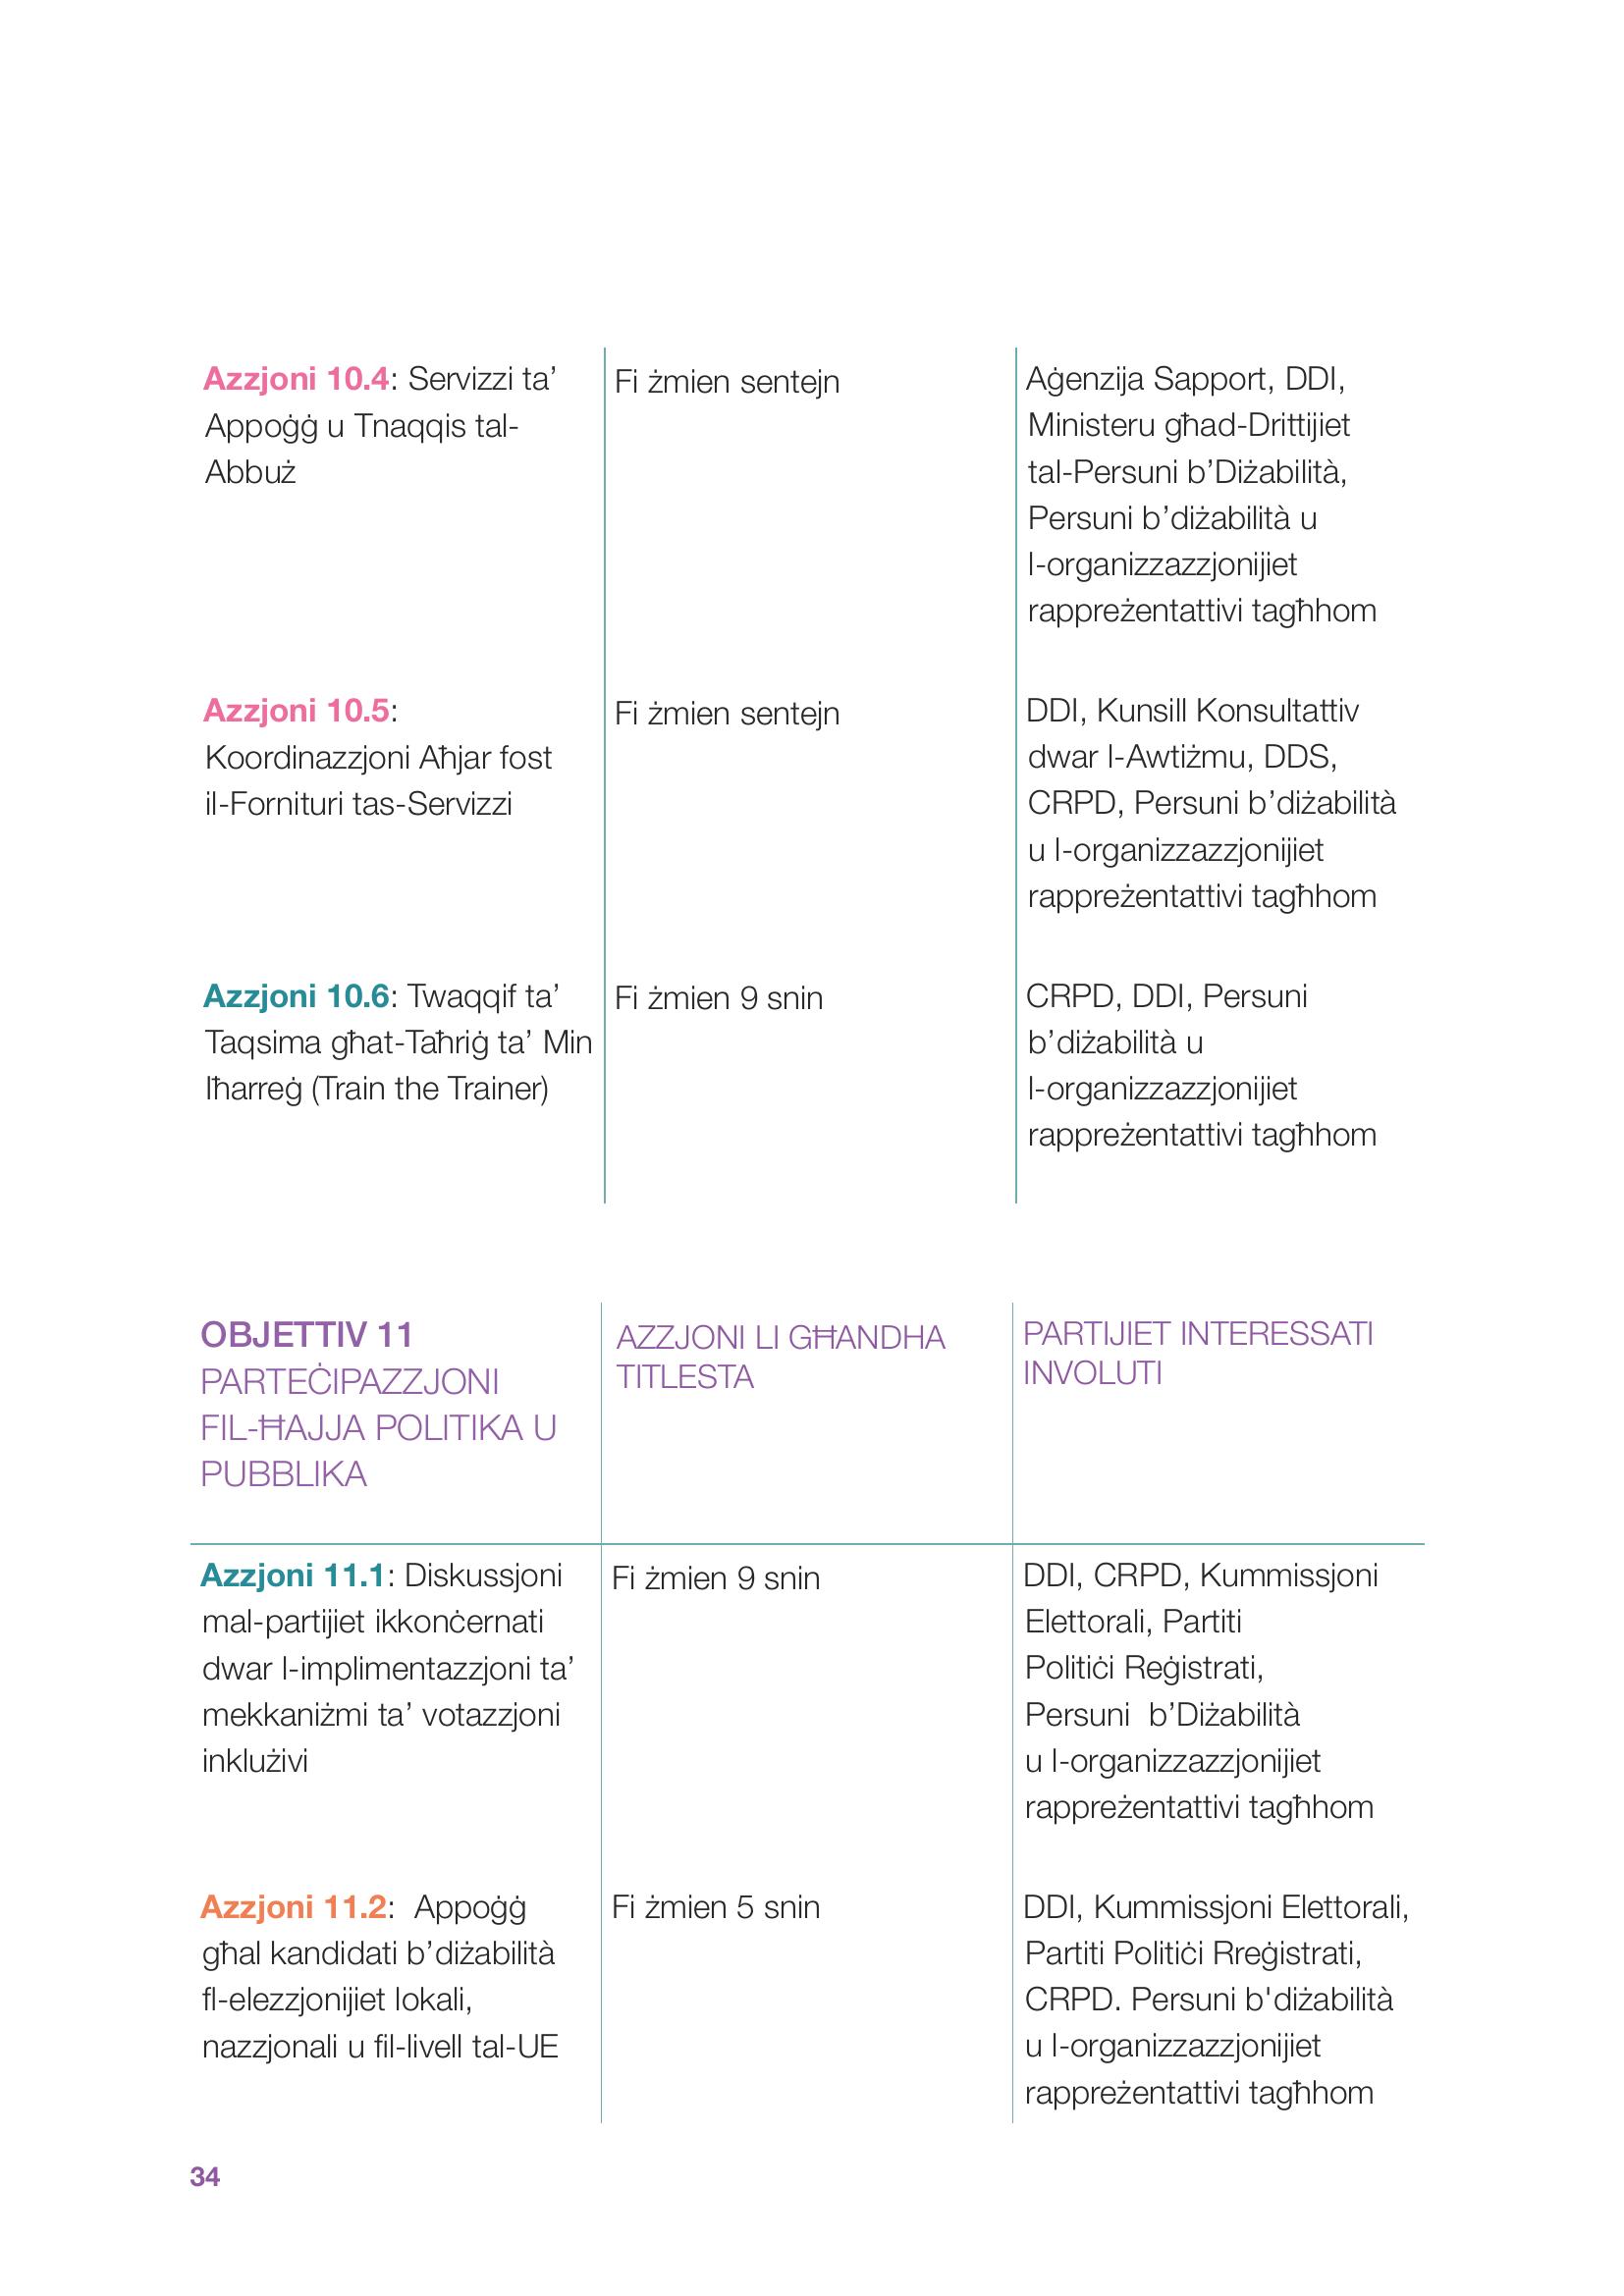 Azzjoni 10.4: Servizzi ta’
Appoġġ u Tnaqqis tal-
Abbuż
Fi żmien sentejn
Aġenzija Sapport, DDI,
Ministeru għad-Drittijiet
tal-Persuni b’Diżabilità,
Persuni b’diżabilità u
l-organizzazzjonijiet
rappreżentattivi tagħhom
Azzjoni 10.5:
Koordinazzjoni Aħjar fost
il-Fornituri tas-Servizzi
Fi żmien sentejn
DDI, Kunsill Konsultattiv
dwar l-Awtiżmu, DDS,
CRPD, Persuni b’diżabilità
u l-organizzazzjonijiet
rappreżentattivi tagħhom
Azzjoni 10.6: Twaqqif ta’
Taqsima għat-Taħriġ ta’ Min
Iħarreġ (Train the Trainer)
Fi żmien 9 snin
CRPD, DDI, Persuni
b’diżabilità u
l-organizzazzjonijiet
rappreżentattivi tagħhom
OBJETTIV 11
PARTEĊIPAZZJONI
FIL-ĦAJJA POLITIKA U
PUBBLIKA
AZZJONI LI GĦANDHA
TITLESTA
PARTIJIET INTERESSATI
INVOLUTI
Azzjoni 11.1: Diskussjoni
mal-partijiet ikkonċernati
dwar l-implimentazzjoni ta’
mekkaniżmi ta’ votazzjoni
inklużivi
Fi żmien 9 snin
DDI, CRPD, Kummissjoni
Elettorali, Partiti
Politiċi Reġistrati,
Persuni  b’Diżabilità
u l-organizzazzjonijiet
rappreżentattivi tagħhom
Azzjoni 11.2:  Appoġġ
għal kandidati b’diżabilità
fl-elezzjonijiet lokali,
nazzjonali u fil-livell tal-UE
Fi żmien 5 snin
DDI, Kummissjoni Elettorali,
Partiti Politiċi Rreġistrati,
CRPD. Persuni b'diżabilità
u l-organizzazzjonijiet
rappreżentattivi tagħhom
34